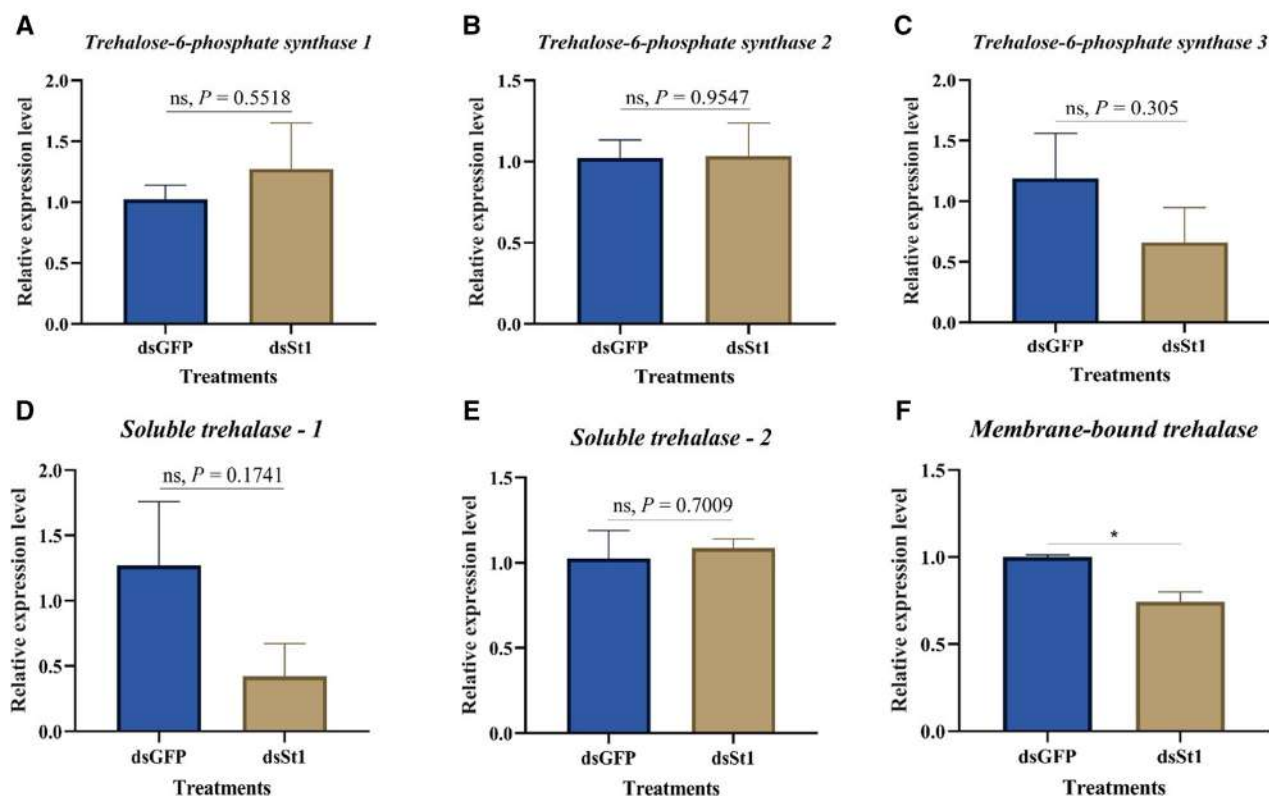 A
Trehalose-6-phosphate synthase 1
Relative expression level
2.0
1.5
1.0
0.5
0.0
ns, P = 0.5518
dsGFP dsSt1
Treatments
B
Trehalose-6-phosphate synthase 2
Relative expression level
1.5
1.0
0.5
0.0
ns, P = 0.9547
dsGFP dsSt1
Treatments
C
Trehalose-6-phosphate synthase 3
Relative expression level
2.0
1.5
1.0
0.5
0.0
ns, P = 0.305
dsGFP dsSt1
Treatments
D
Soluble trehalase - 1
Relative expression level
2.0
1.5
1.0
0.5
0.0
ns, P = 0.1741
dsGFP dsSt1
Treatments
E
Soluble trehalase - 2
Relative expression level
1.5
1.0
0.5
0.0
ns, P = 0.7009
dsGFP dsSt1
Treatments
F
Membrane-bound trehalase
Relative expression level
1.5
1.0
0.5
0.0
*
dsGFP dsSt1
Treatments